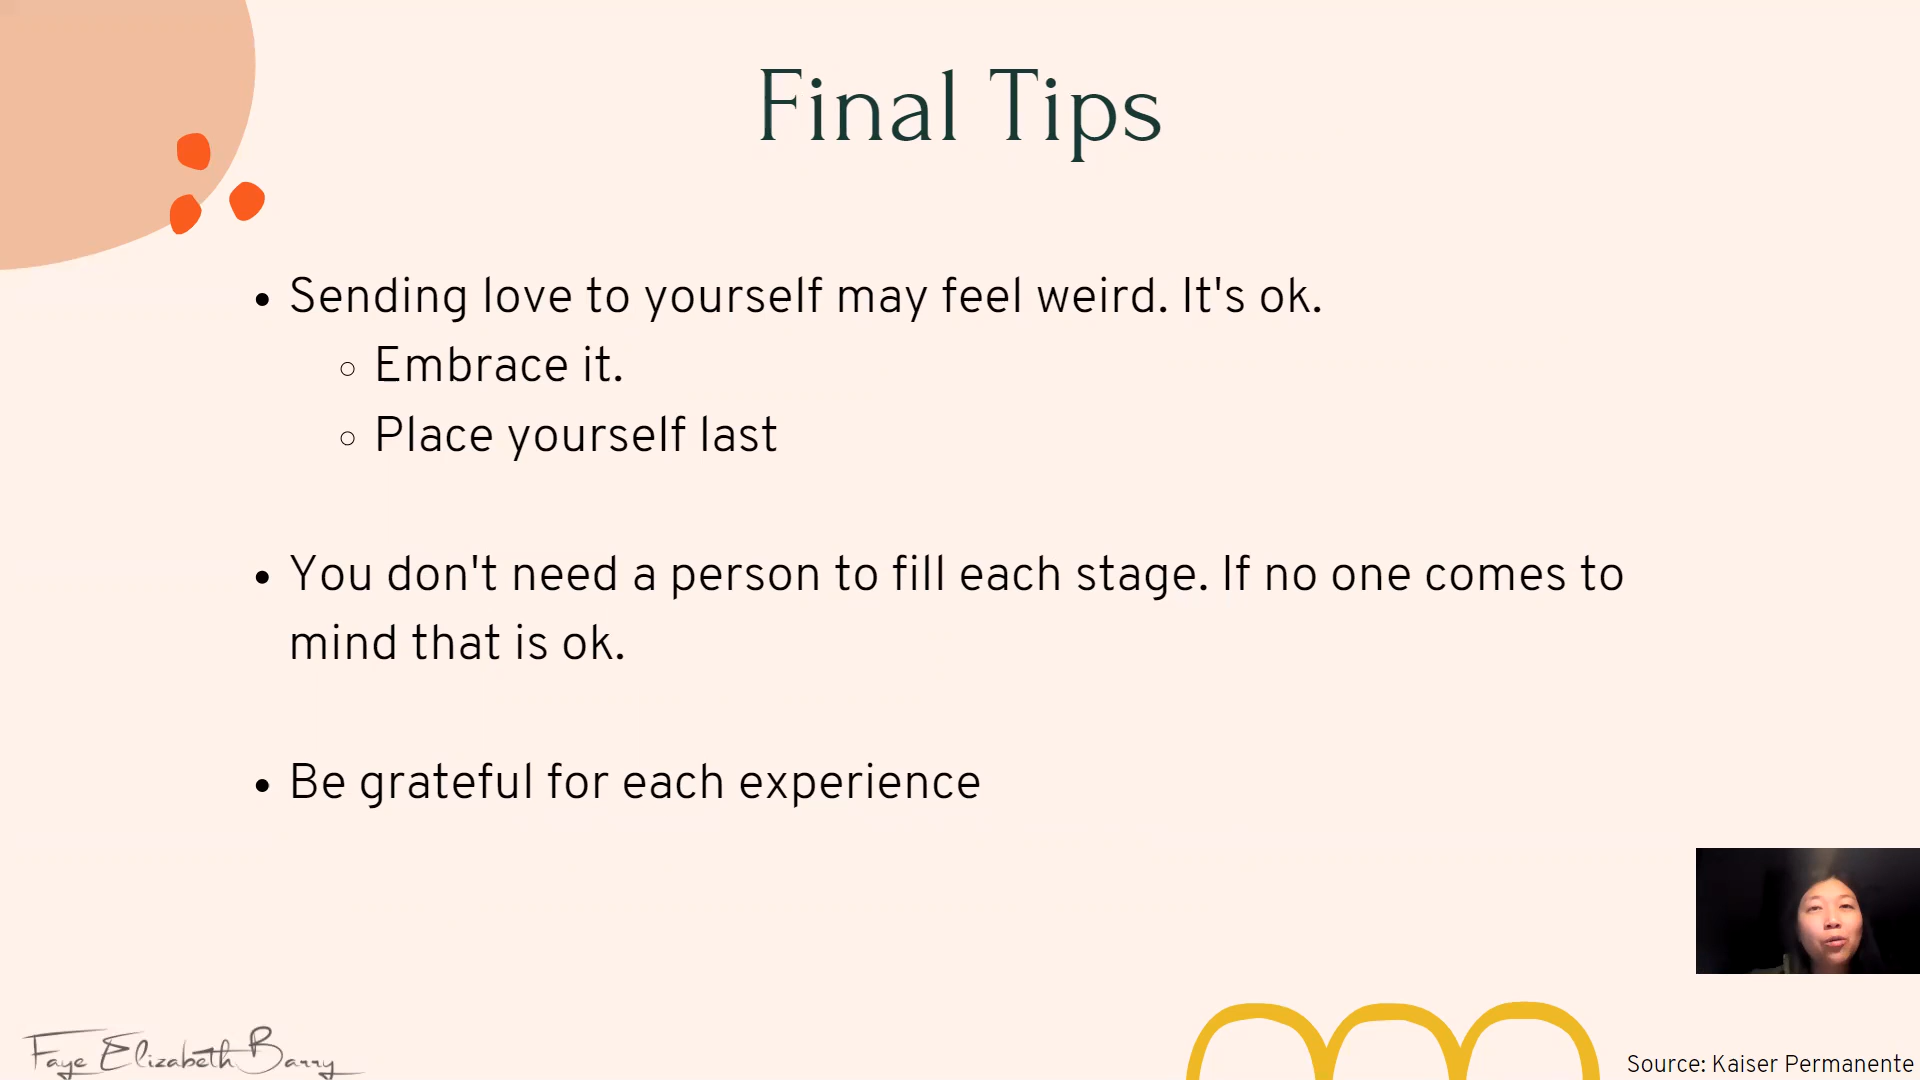 Final Tips
Sending love to yourself may feel weird. It's ok.
Embrace it.
Place yourself last
You don't need a person to fill each stage. If no one comes to
mind that is ok.
Be grateful for each experience
Faye Elizabeth Barry
Source: Kaiser Permanente